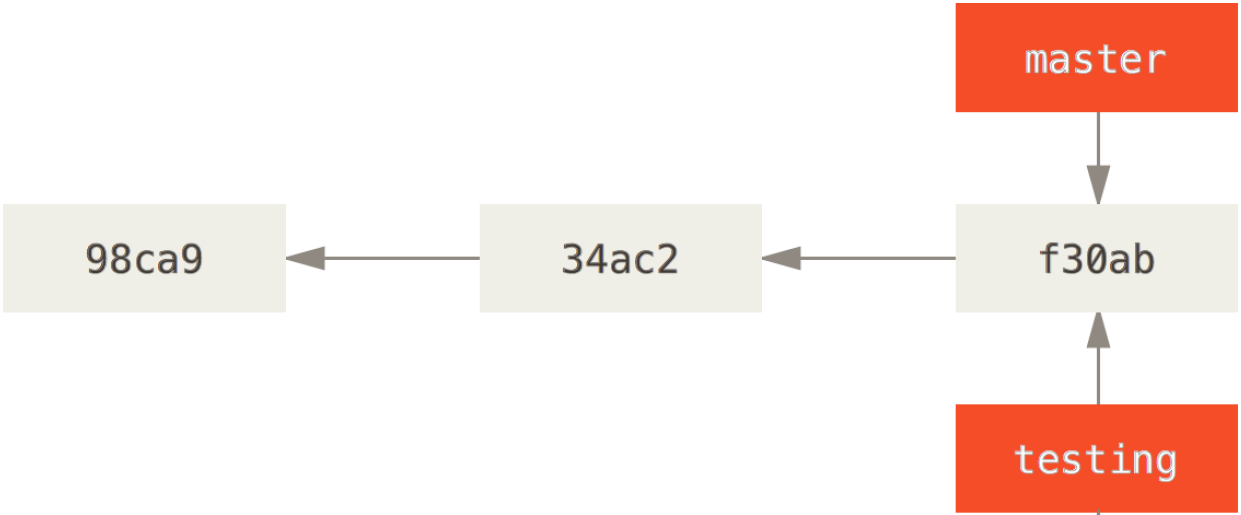 master
98ca9
34ac2
f30ab
testing